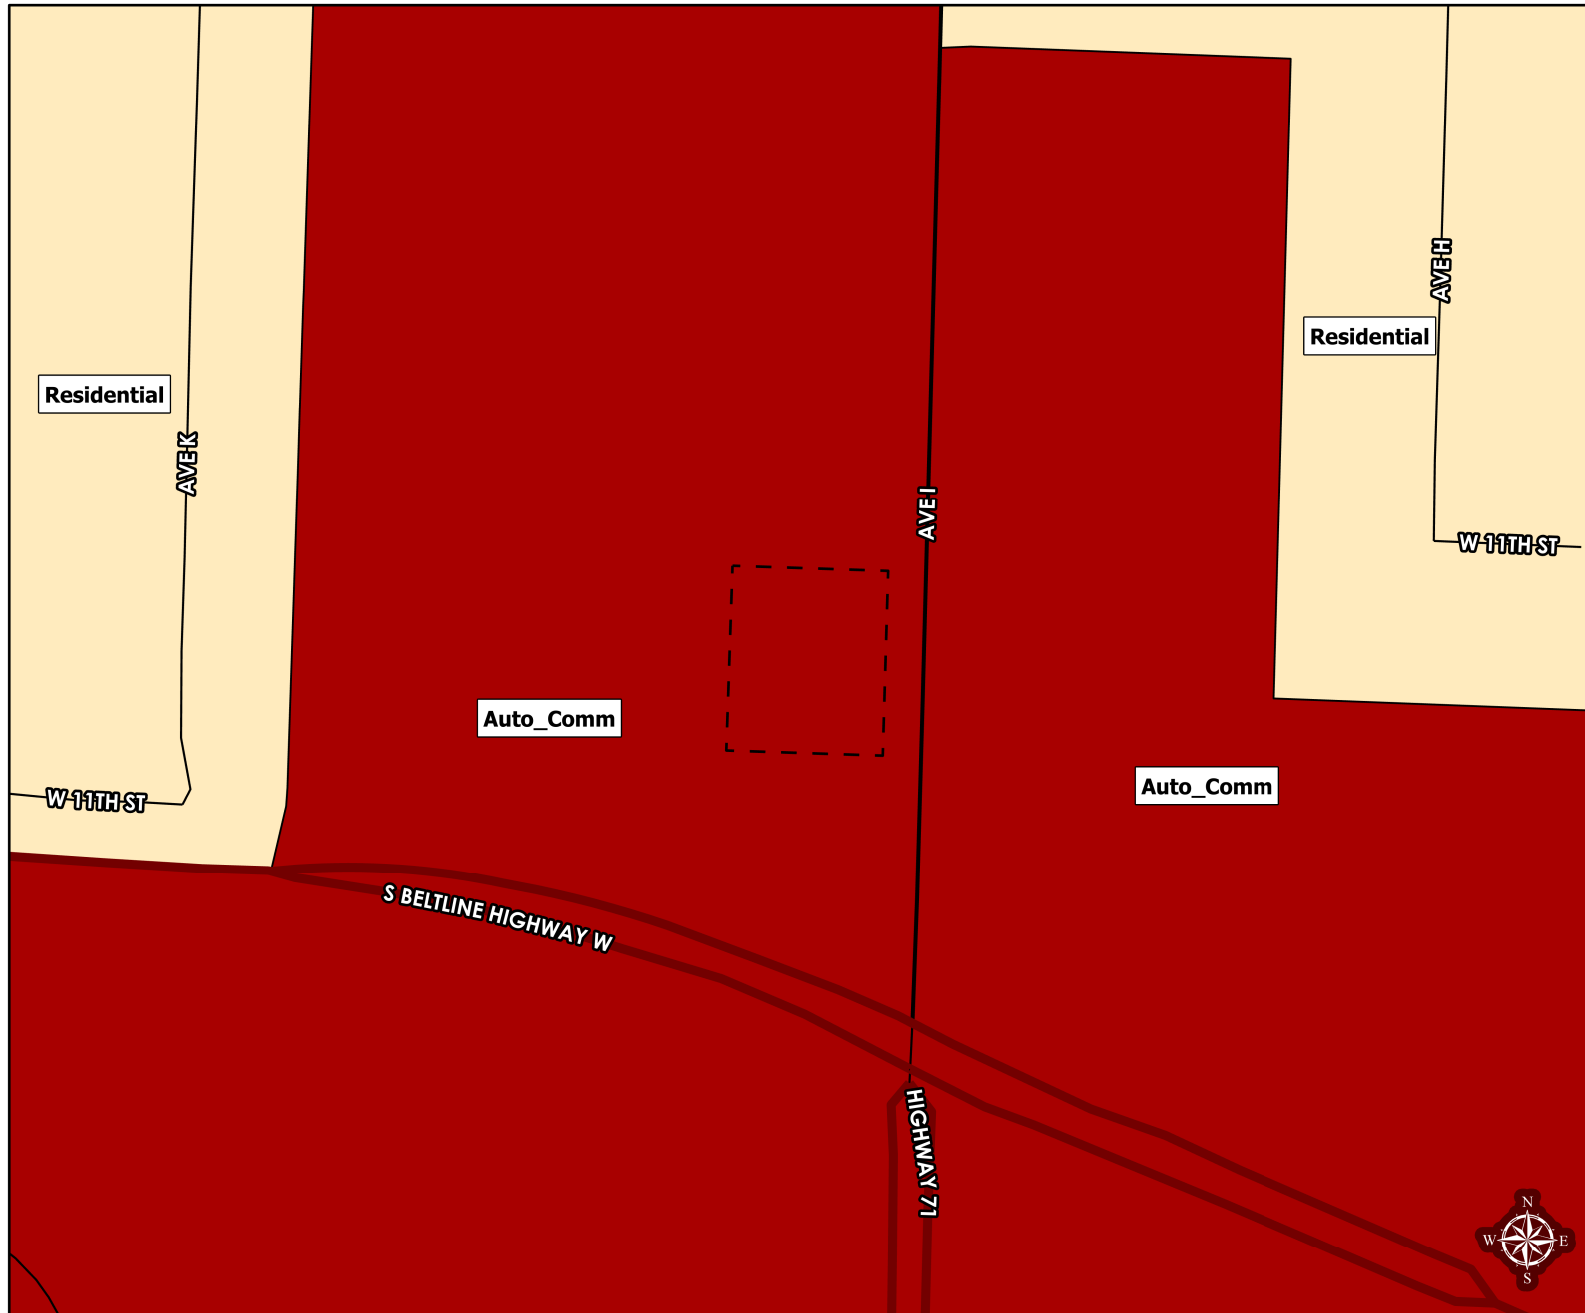 AVE H
Residential
Residential
AVE K
AVE I
W 11TH ST
Auto_Comm
Auto_Comm
W 11TH ST
S BELTLINE HIGHWAY W
HIGHWAY 71
N
W E
S